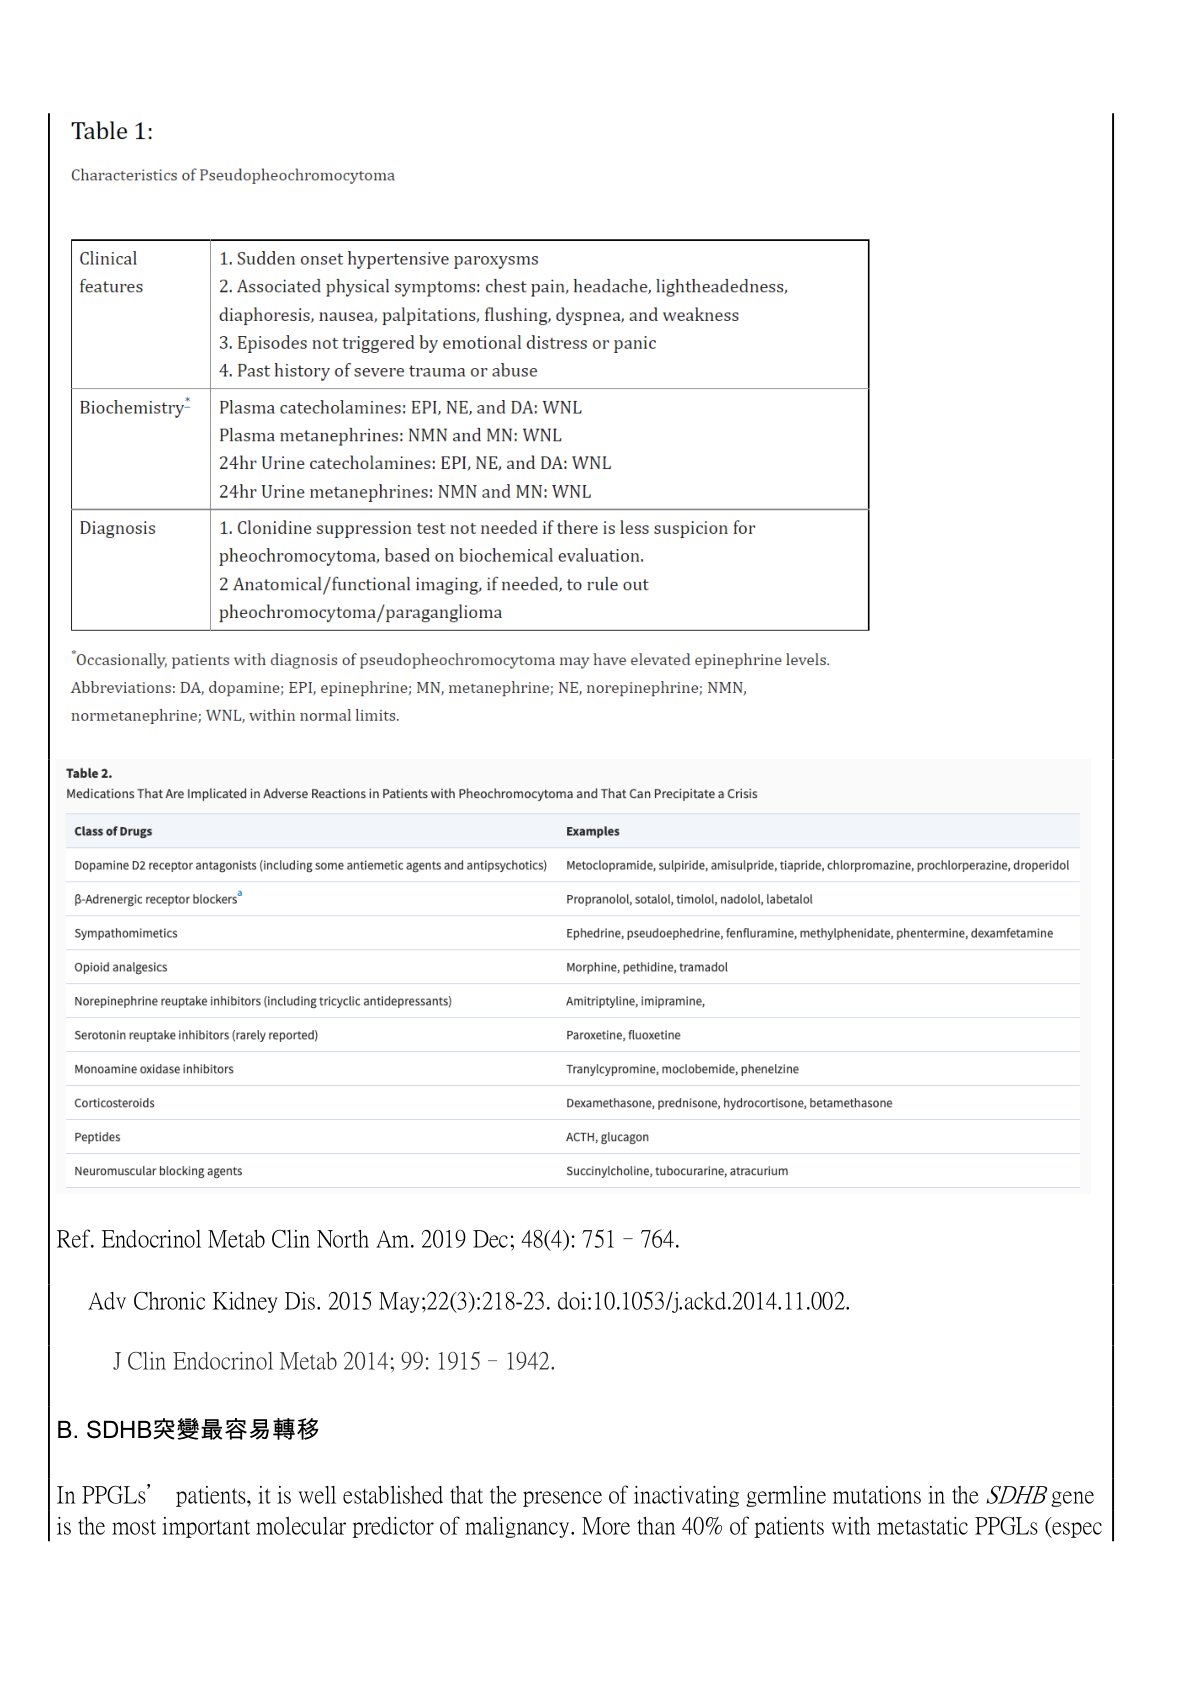 Table 1:
Characteristics of Pseudopheochromocytoma
Clinical features
1. Sudden onset hypertensive paroxysms
2. Associated physical symptoms: chest pain, headache, lightheadedness,
diaphoresis, nausea, palpitations, flushing, dyspnea, and weakness
3. Episodes not triggered by emotional distress or panic
4. Past history of severe trauma or abuse
Biochemistry*
Plasma catecholamines: EPI, NE, and DA: WNL
Plasma metanephrines: NMN and MN: WNL
24hr Urine catecholamines: EPI, NE, and DA: WNL
24hr Urine metanephrines: NMN and MN: WNL
Diagnosis
1. Clonidine suppression test not needed if there is less suspicion for
pheochromocytoma, based on biochemical evaluation.
2 Anatomical/functional imaging, if needed, to rule out
pheochromocytoma/paraganglioma
*Occasionally, patients with diagnosis of pseudopheochromocytoma may have elevated epinephrine levels.
Abbreviations: DA, dopamine; EPI, epinephrine; MN, metanephrine; NE, norepinephrine; NMN,
normetanephrine; WNL, within normal limits.
Table 2.
Medications That Are Implicated in Adverse Reactions in Patients with Pheochromocytoma and That Can Precipitate a Crisis
Class of Drugs Examples
Dopamine D2 receptor antagonists (including some antiemetic agents and antipsychotics) Metoclopramide, sulpiride, amisulpride, tiapride, chlorpromazine, prochlorperazine, droperidol
β-Adrenergic receptor blockersa Propranolol, sotalol, timolol, nadolol, labetalol
Sympathomimetics Ephedrine, pseudoephedrine, fenfluramine, methylphenidate, phentermine, dexamfetamine
Opioid analgesics Morphine, pethidine, tramadol
Norepinephrine reuptake inhibitors (including tricyclic antidepressants) Amitriptyline, imipramine,
Serotonin reuptake inhibitors (rarely reported) Paroxetine, fluoxetine
Monoamine oxidase inhibitors Tranylcypromine, moclobemide, phenelzine
Corticosteroids Dexamethasone, prednisone, hydrocortisone, betamethasone
Peptides ACTH, glucagon
Neuromuscular blocking agents Succinylcholine, tubocurarine, atracurium
Ref. Endocrinol Metab Clin North Am. 2019 Dec; 48(4): 751–764.
Adv Chronic Kidney Dis. 2015 May;22(3):218-23. doi:10.1053/j.ackd.2014.11.002.
J Clin Endocrinol Metab 2014; 99: 1915–1942.
B. SDHB突變最容易轉移
In PPGLs’ patients, it is well established that the presence of inactivating germline mutations in the SDHB gene
is the most important molecular predictor of malignancy. More than 40% of patients with metastatic PPGLs (espec